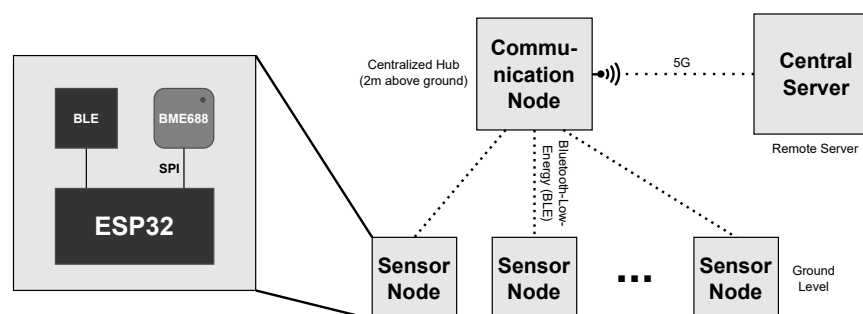 BLE
BME688
SPI
ESP32
Centralized Hub
(2m above ground)
Commu-
nication
Node
5G
Central
Server
Remote Server
Bluetooth-Low-
Energy (BLE)
Sensor
Node
Sensor
Node
...
Sensor
Node
Ground
Level